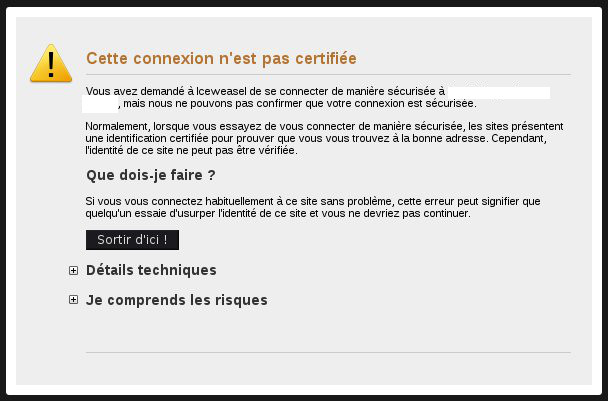 Cette connexion n'est pas certifiée
Vous avez demandé à Iceweasel de se connecter de manière sécurisée à
, mais nous ne pouvons pas confirmer que votre connexion est sécurisée.
Normalement, lorsque vous essayez de vous connecter de manière sécurisée, les sites présentent
une identification certifiée pour prouver que vous vous trouvez à la bonne adresse. Cependant,
l'identité de ce site ne peut pas être vérifiée.
Que dois-je faire ?
Si vous vous connectez habituellement à ce site sans problème, cette erreur peut signifier que
quelqu'un essaie d'usurper l'identité de ce site et vous ne devriez pas continuer.
Sortir d'ici !
Détails techniques
Je comprends les risques